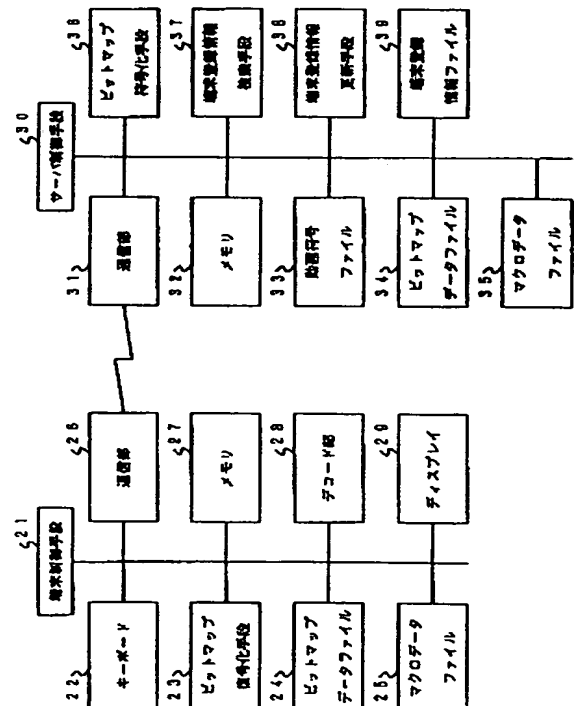 21
端末制御手段
22
キーボード
23
ビットマップ
信号化手段
24
ビットマップ
データファイル
25
マクロデータ
ファイル
26
通信部
27
メモリ
28
デコード部
29
ディスプレイ
30
サーバ制御手段
31
通信部
32
メモリ
33
動画符号
ファイル
34
ビットマップ
データファイル
35
マクロデータ
ファイル
36
ビットマップ
符号化手段
37
端末登録情報
検索手段
38
端末登録情報
更新手段
39
端末登録
情報ファイル